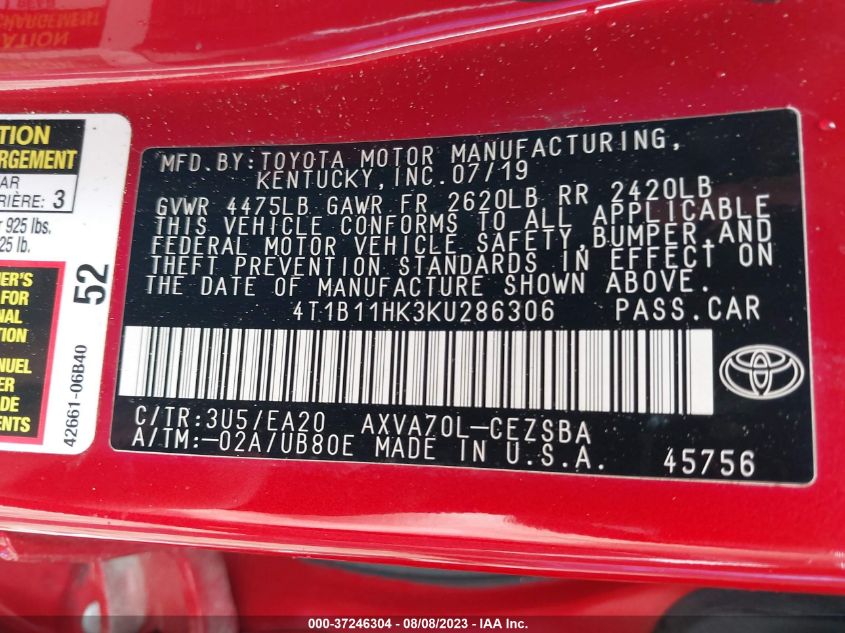 TION
ARGEMENT
AR
RIÈRE: 3
925 lbs.
25 lb.
ER'S
FOR
NAL
ION
NUEL
ER
DE
ENTS
52
42661-06B40
MFD. BY: TOYOTA MOTOR MANUFACTURING,
KENTUCKY, INC. 07/19
GVWR 4475LB GAWR FR 2620LB RR 2420LB
THIS VEHICLE CONFORMS TO ALL APPLICABLE
FEDERAL MOTOR VEHICLE SAFETY, BUMPER, AND
THEFT PREVENTION STANDARDS IN EFFECT ON
THE DATE OF MANUFACTURE SHOWN ABOVE.
4T1B11HK3KU286306 PASS. CAR
C/TR: 3U5/EA20 AXVA70L-CEZSBA
A/TM: -02A/UB80E MADE IN U.S.A. 45756
000-37246304 - 08/08/2023 - IAA Inc.